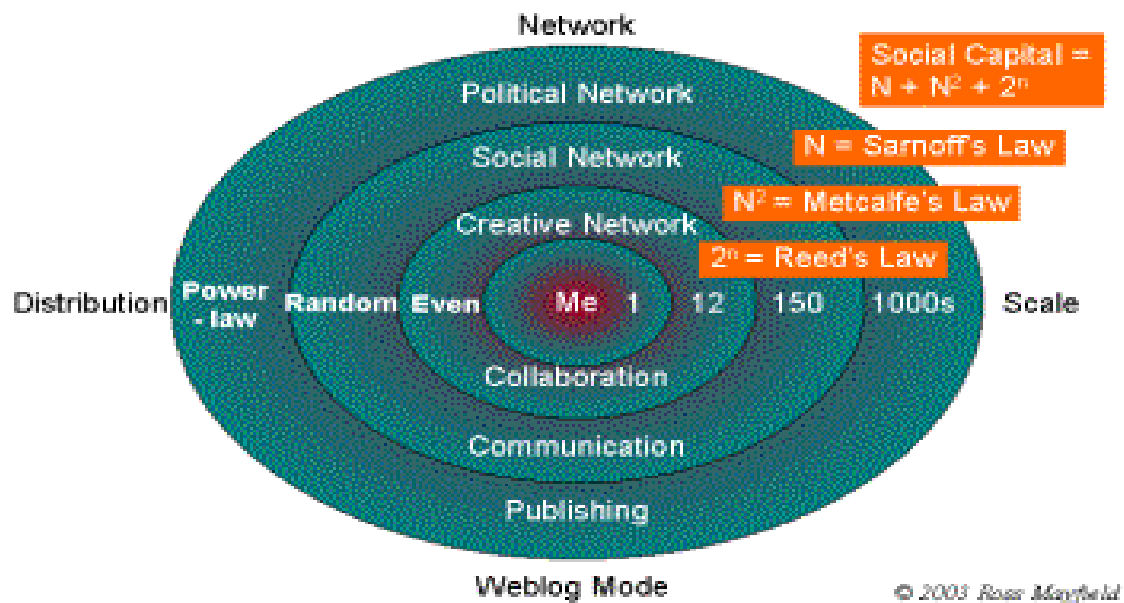 Network
Social Capital =
N + N² + 2ⁿ
Political Network
N = Sarnoff's Law
Social Network
N² = Metcalfe's Law
Creative Network
2ⁿ = Reed's Law
Distribution Power Random Even Me 1 12 150 1000s Scale
- law
Collaboration
Communication
Publishing
Weblog Mode
© 2003 Ross Mayfield